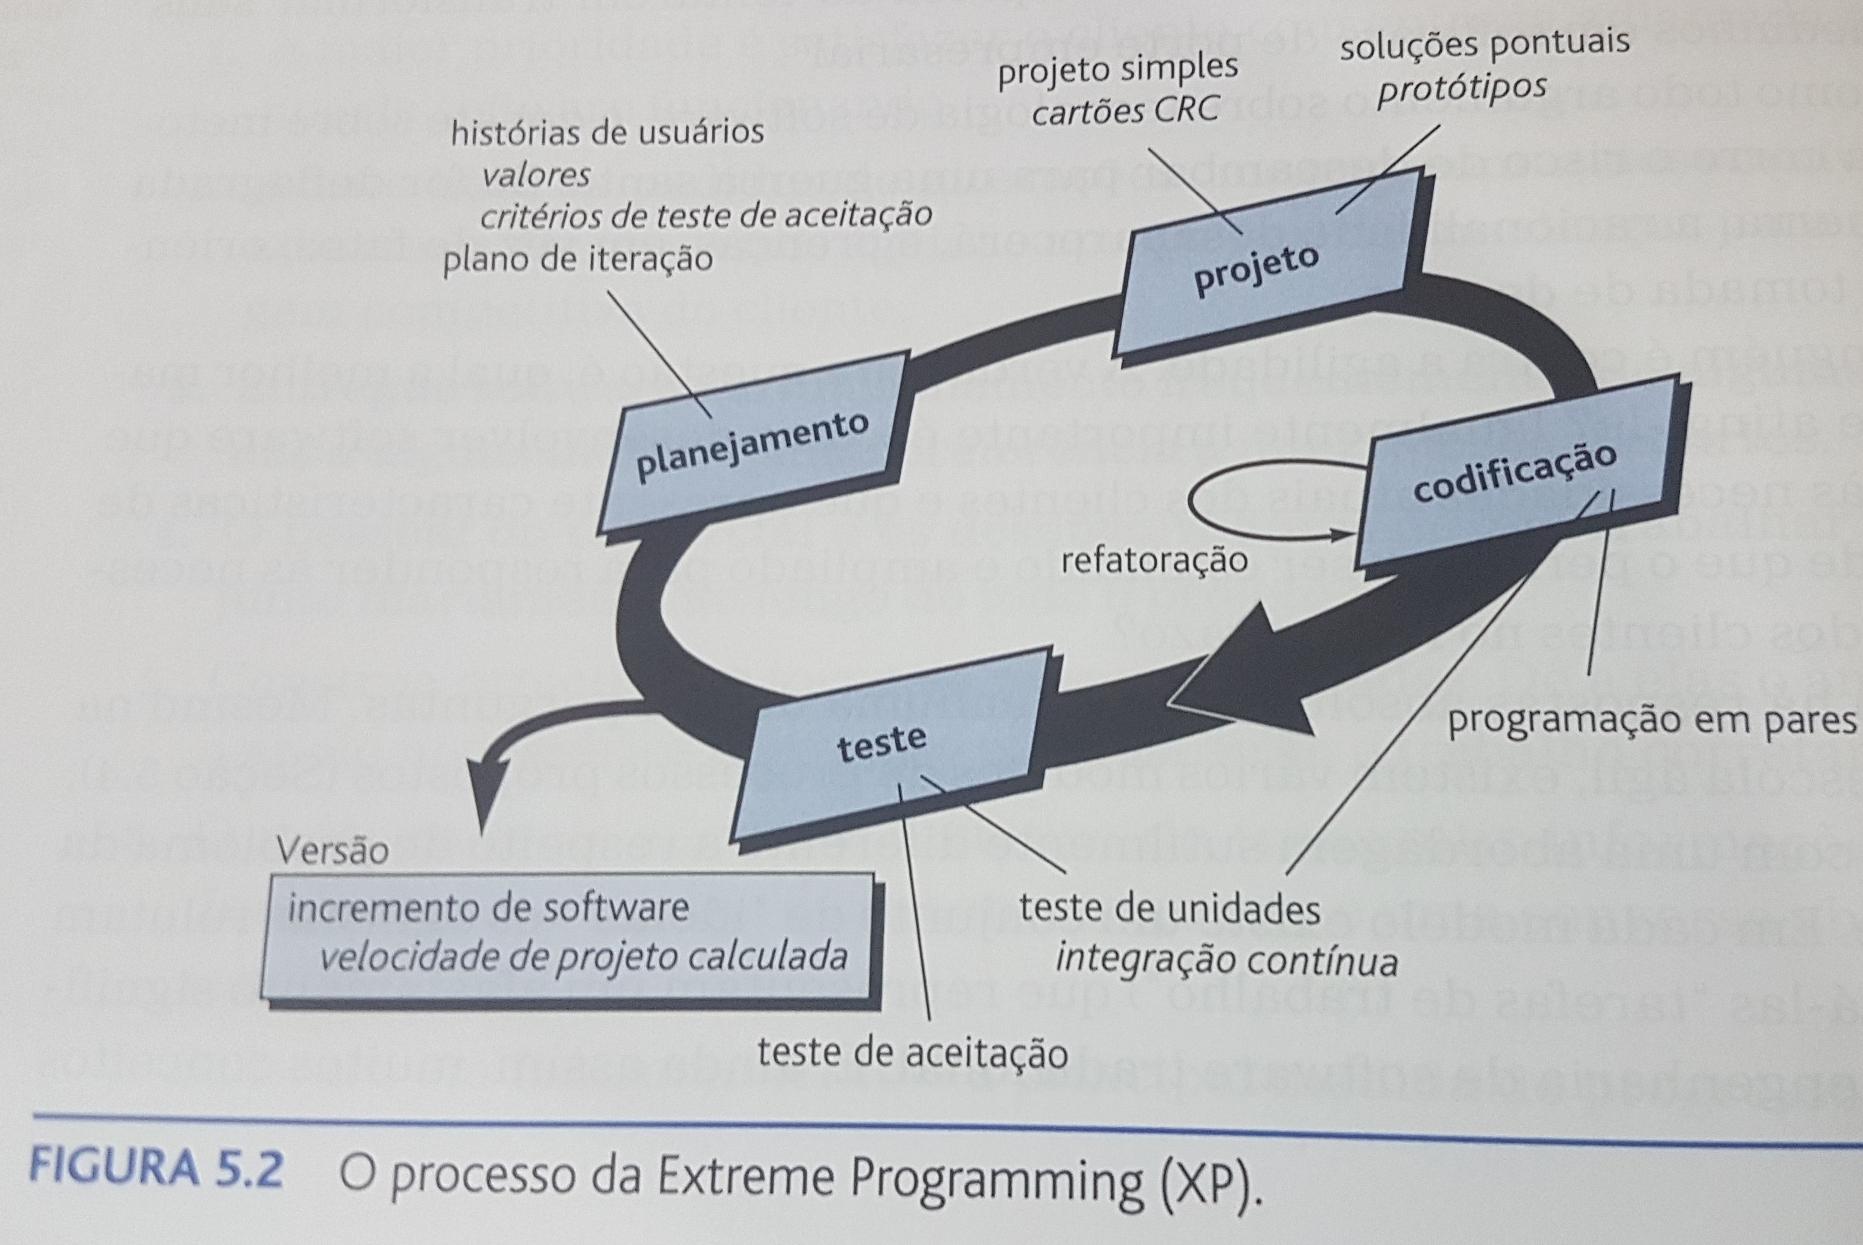 soluções pontuais
protótipos
projeto simples
cartões CRC
histórias de usuários
valores
critérios de teste de aceitação
plano de iteração
projeto
planejamento
codificação
refatoração
programação em pares
teste
Versão
incremento de software
velocidade de projeto calculada
teste de unidades
integração contínua
teste de aceitação
FIGURA 5.2 O processo da Extreme Programming (XP).